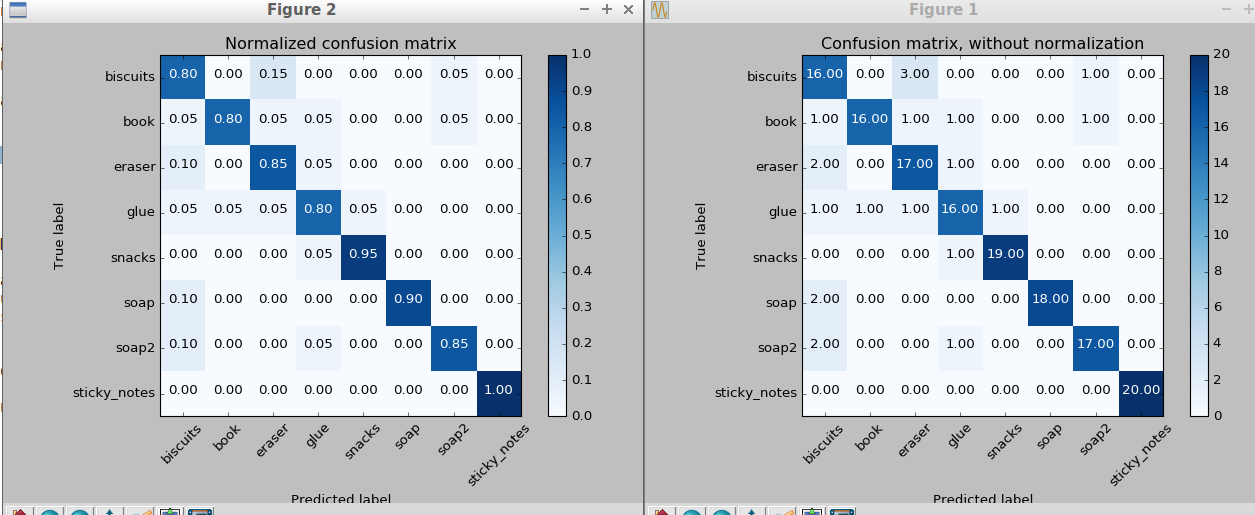 Figure 2
Normalized confusion matrix
biscuits 0.80 0.00 0.15 0.00 0.00 0.00 0.05 0.00
book 0.05 0.80 0.05 0.05 0.00 0.00 0.05 0.00
eraser 0.10 0.00 0.85 0.05 0.00 0.00 0.00 0.00
glue 0.05 0.05 0.05 0.80 0.05 0.00 0.00 0.00
snacks 0.00 0.00 0.00 0.05 0.95 0.00 0.00 0.00
soap 0.10 0.00 0.00 0.00 0.00 0.90 0.00 0.00
soap2 0.10 0.00 0.00 0.05 0.00 0.00 0.85 0.00
sticky_notes 0.00 0.00 0.00 0.00 0.00 0.00 0.00 1.00
True label
biscuits book eraser glue snacks soap soap2 sticky_notes
Predicted label
1.0
0.9
0.8
0.7
0.6
0.5
0.4
0.3
0.2
0.1
0.0
Figure 1
Confusion matrix, without normalization
biscuits 16.00 0.00 3.00 0.00 0.00 0.00 1.00 0.00
book 1.00 16.00 1.00 1.00 0.00 0.00 1.00 0.00
eraser 2.00 0.00 17.00 1.00 0.00 0.00 0.00 0.00
glue 1.00 1.00 1.00 16.00 1.00 0.00 0.00 0.00
snacks 0.00 0.00 0.00 1.00 19.00 0.00 0.00 0.00
soap 2.00 0.00 0.00 0.00 0.00 18.00 0.00 0.00
soap2 2.00 0.00 0.00 1.00 0.00 0.00 17.00 0.00
sticky_notes 0.00 0.00 0.00 0.00 0.00 0.00 0.00 20.00
True label
biscuits book eraser glue snacks soap soap2 sticky_notes
Predicted label
20
18
16
14
12
10
8
6
4
2
0